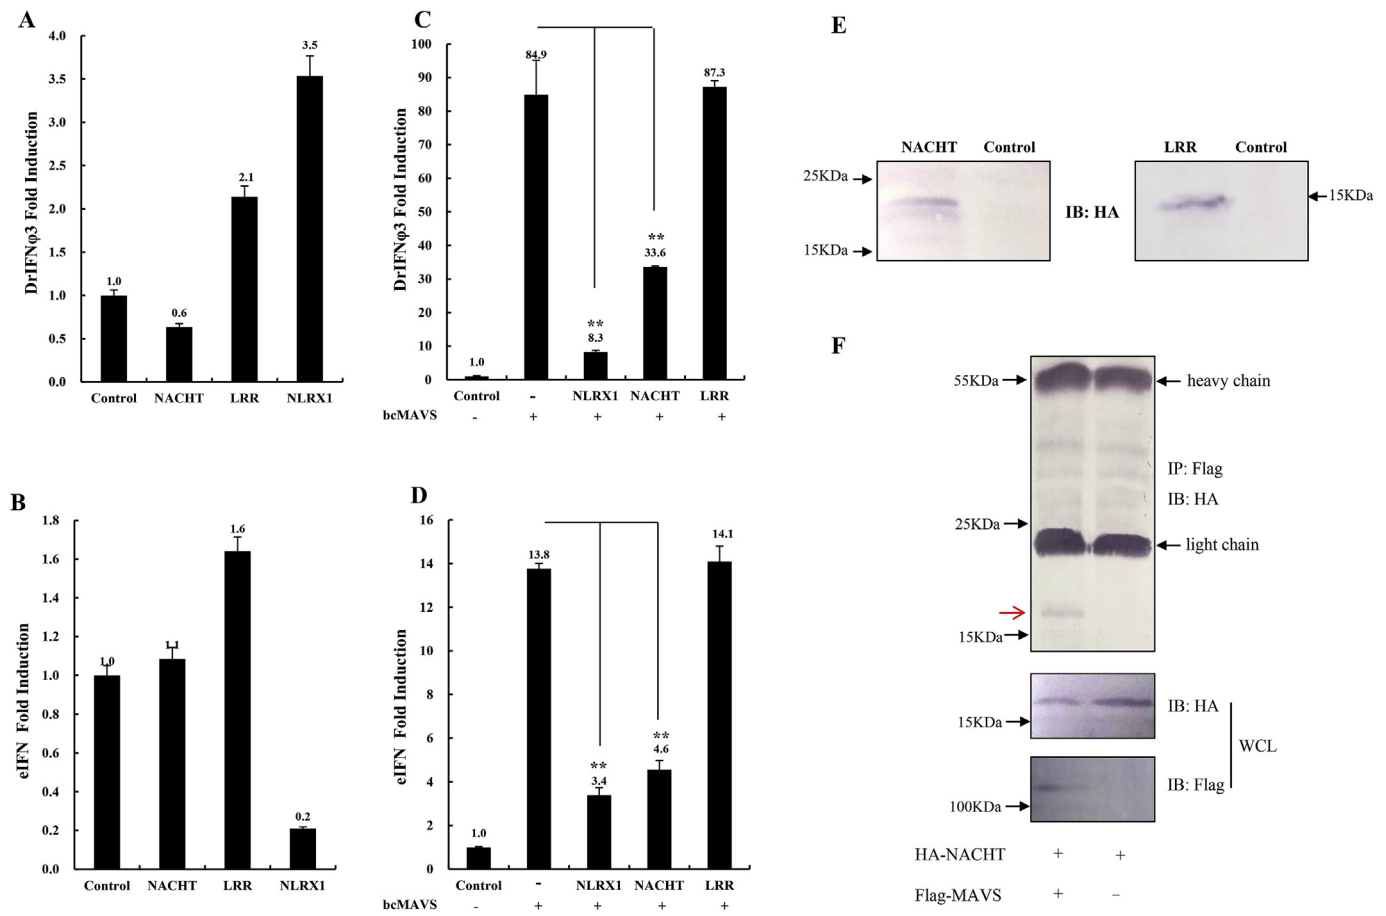 A
DrIFNφ3 Fold Induction
4.0
3.5
3.0
2.5
2.0
1.5
1.0
0.5
0.0
1.0
0.6
2.1
3.5
Control NACHT LRR NLRX1
B
eIFN Fold Induction
1.8
1.6
1.4
1.2
1.0
0.8
0.6
0.4
0.2
0.0
1.0
1.1
1.6
0.2
Control NACHT LRR NLRX1
C
DrIFNφ3 Fold Induction
100
90
80
70
60
50
40
30
20
10
0
1.0
84.9
**
8.3
**
33.6
87.3
Control - NLRX1 NACHT LRR
bcMAVS - + + + +
D
eIFN Fold Induction
16
14
12
10
8
6
4
2
0
1.0
13.8
**
3.4
**
4.6
14.1
Control - NLRX1 NACHT LRR
bcMAVS - + + + +
E
NACHT Control
25KDa
15KDa
IB: HA
LRR Control
15KDa
F
55KDa
heavy chain
IP: Flag
IB: HA
25KDa
light chain
15KDa
IB: HA
15KDa
WCL
IB: Flag
100KDa
HA-NACHT + +
Flag-MAVS + -